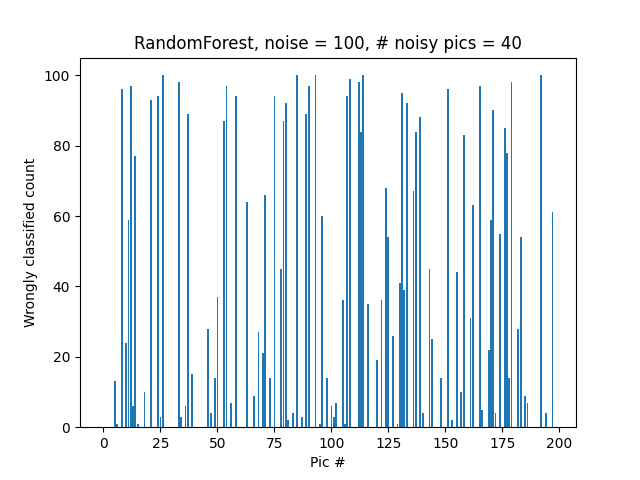 RandomForest, noise = 100, # noisy pics = 40
100
80
60
40
20
0
Wrongly classified count
0 25 50 75 100 125 150 175 200
Pic #